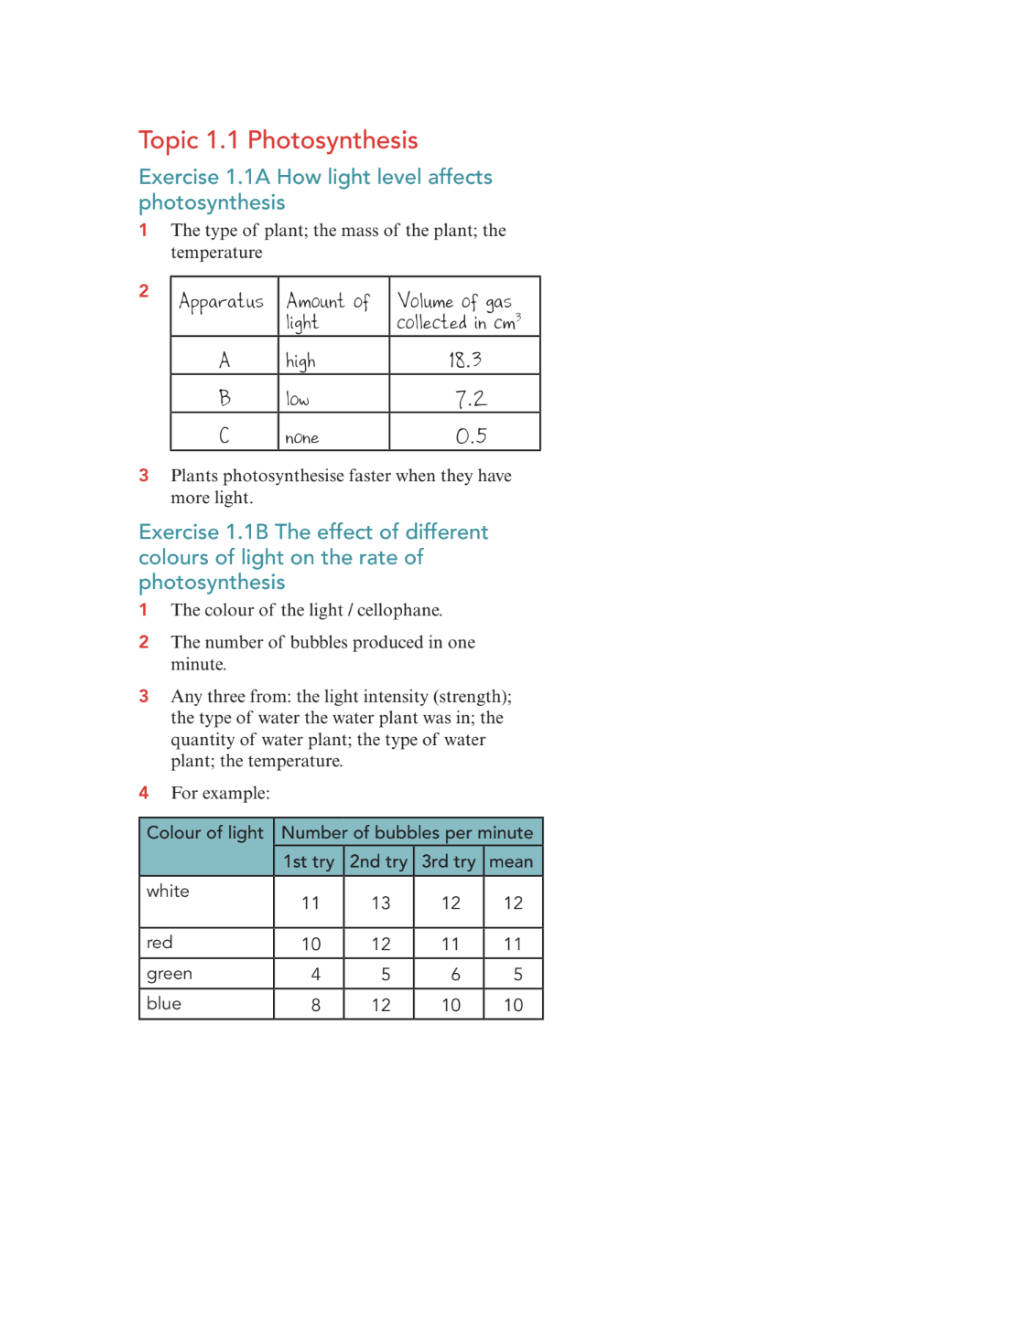 Topic 1.1 Photosynthesis
Exercise 1.1A How light level affects
photosynthesis
1 The type of plant; the mass of the plant; the
temperature
2
Apparatus Amount of light Volume of gas collected in cm³
A high 18.3
B low 7.2
C none 0.5
3 Plants photosynthesise faster when they have
more light.
Exercise 1.1B The effect of different
colours of light on the rate of
photosynthesis
1 The colour of the light / cellophane.
2 The number of bubbles produced in one
minute.
3 Any three from: the light intensity (strength);
the type of water the water plant was in; the
quantity of water plant; the type of water
plant; the temperature.
4 For example:
Colour of light Number of bubbles per minute
1st try 2nd try 3rd try mean
white 11 13 12 12
red 10 12 11 11
green 4 5 6 5
blue 8 12 10 10